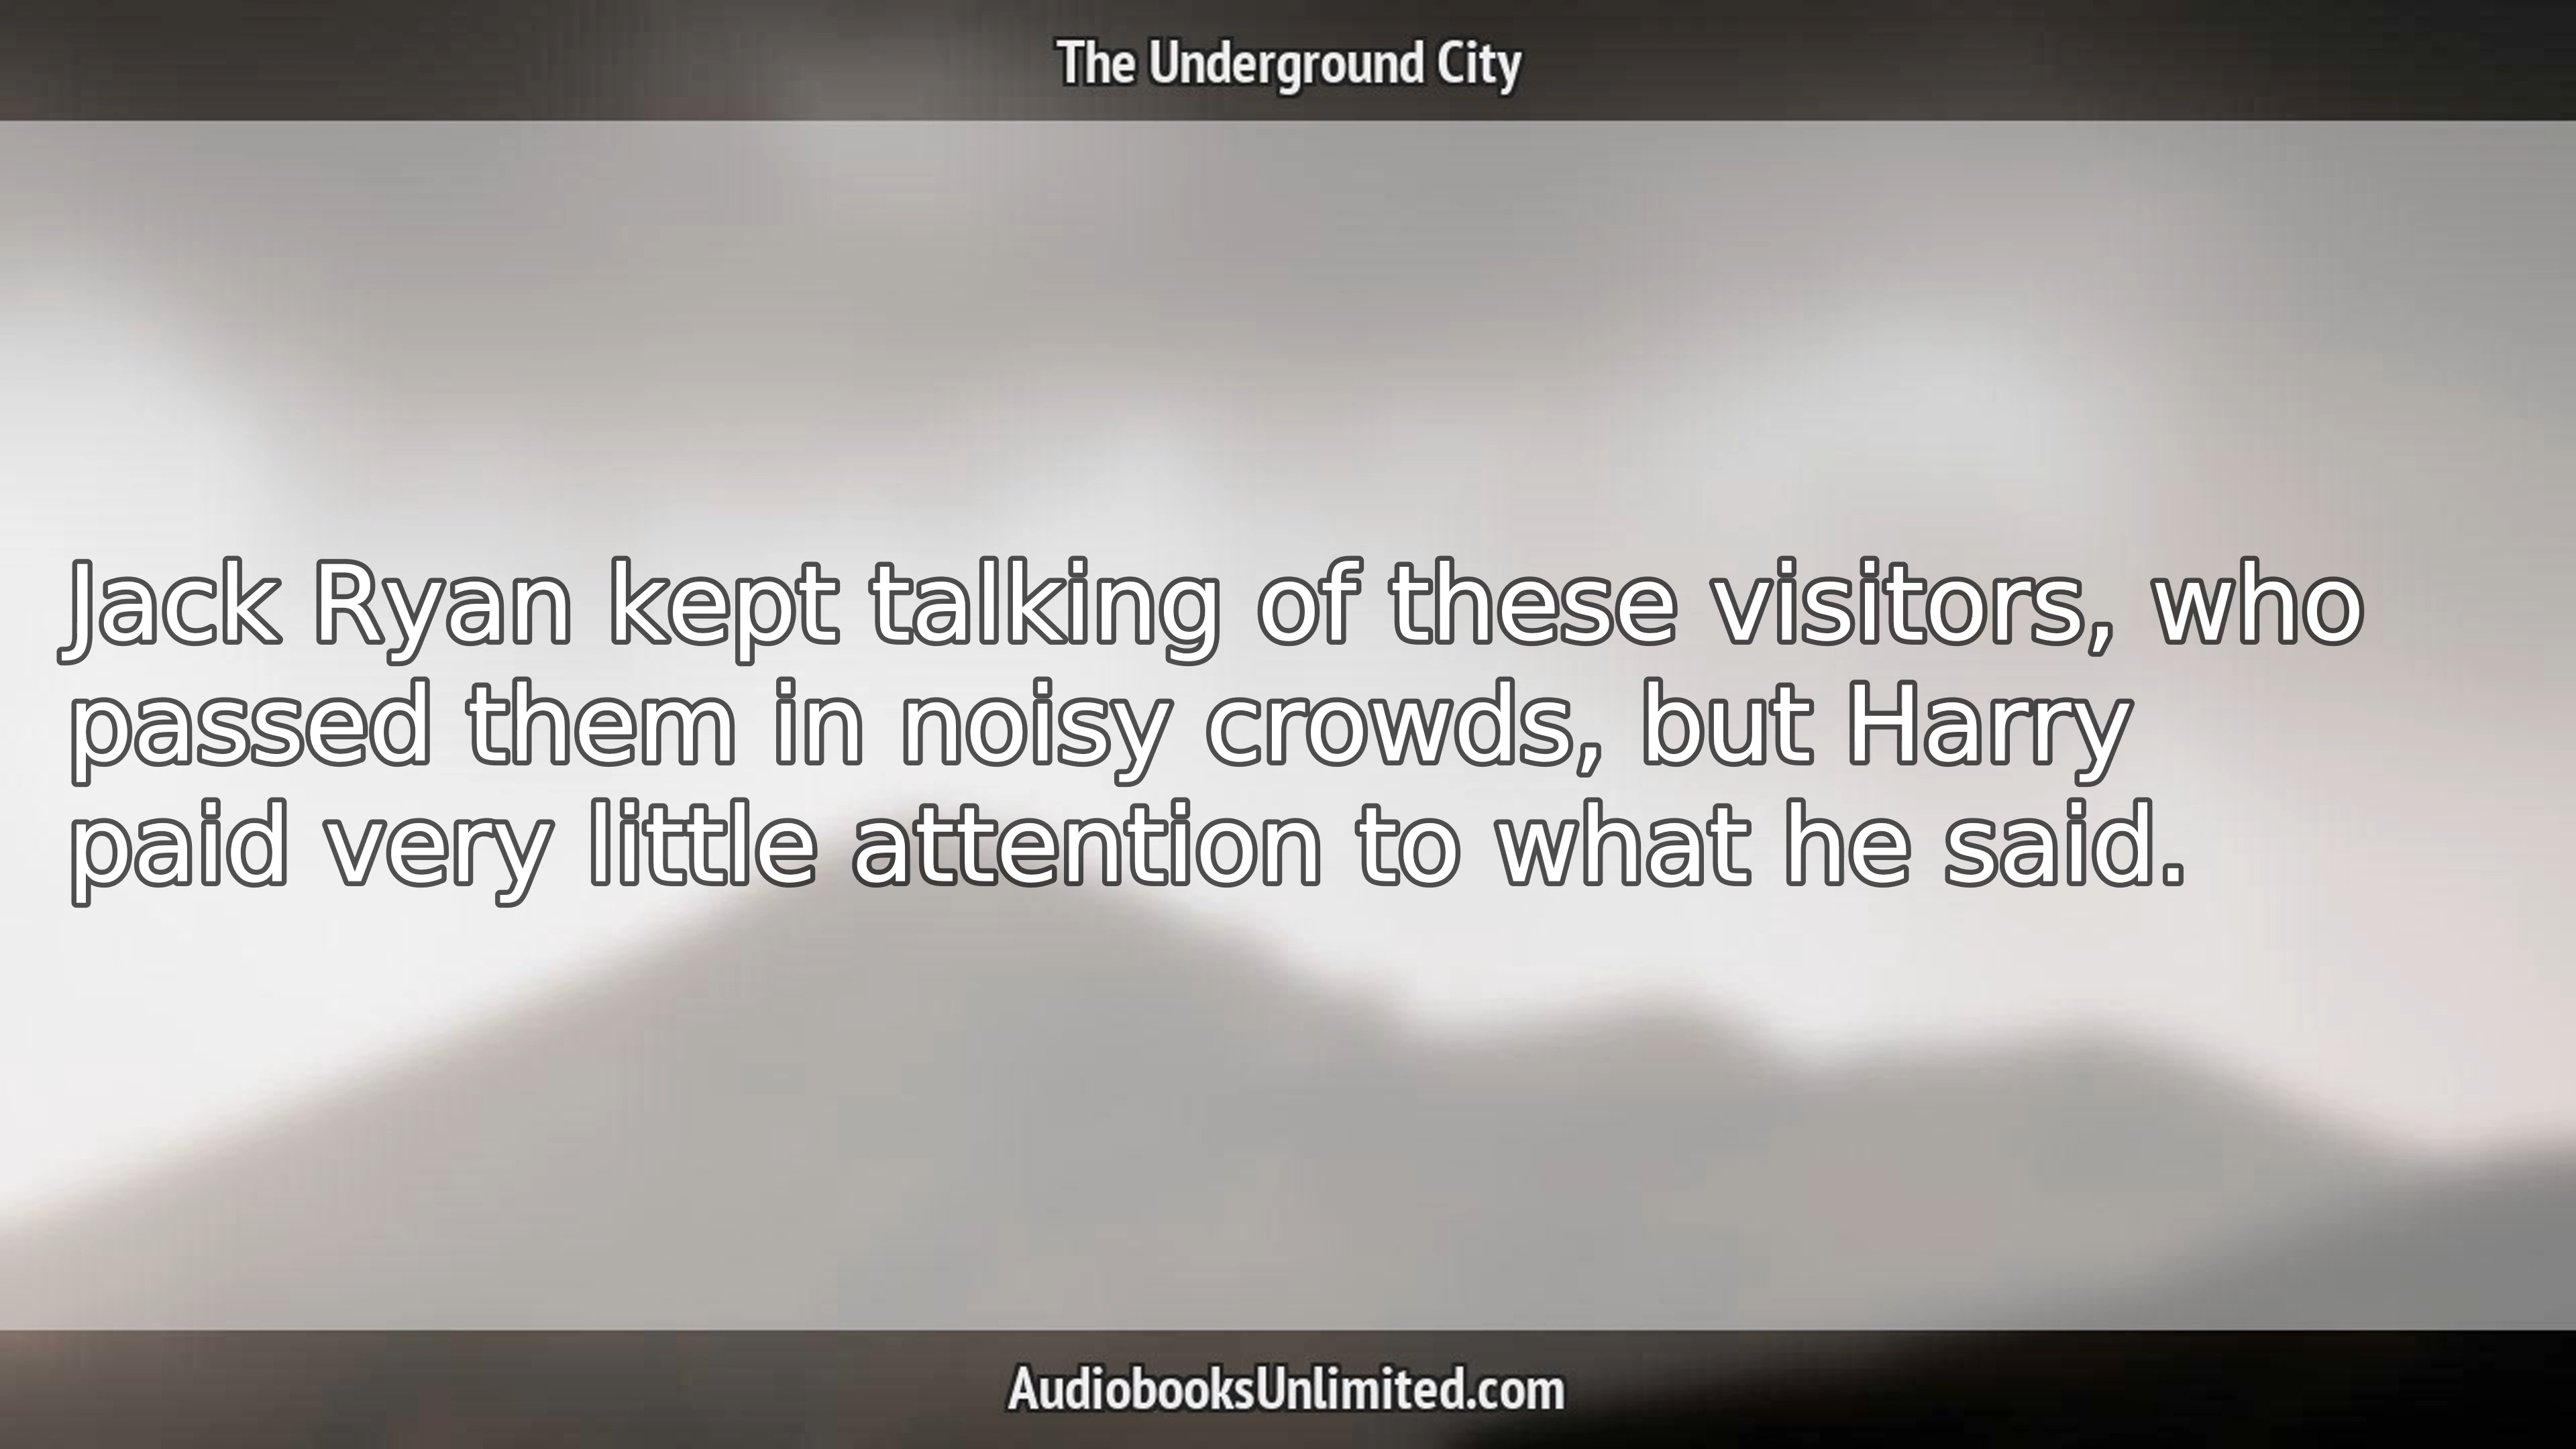 The Underground City
Jack Ryan kept talking of these visitors, who
passed them in noisy crowds, but Harry
paid very little attention to what he said.
AudiobooksUnlimited.com